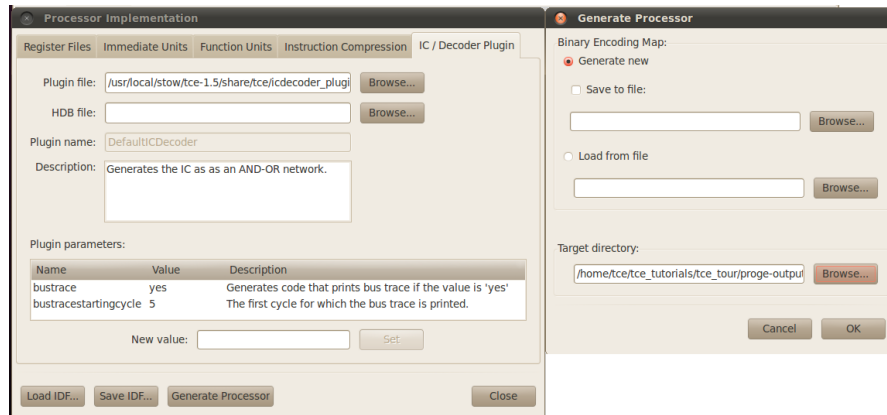 Processor Implementation
Register Files
Immediate Units
Function Units
Instruction Compression
IC / Decoder Plugin
Plugin file:
/usr/local/stow/tce-1.5/share/tce/icdecoder_plugi
Browse...
HDB file:
Browse...
Plugin name:
DefaultICDecoder
Description:
Generates the IC as as an AND-OR network.
Plugin parameters:
Name Value Description
bustrace yes Generates code that prints bus trace if the value is 'yes'
bustracestartingcycle 5 The first cycle for which the bus trace is printed.
New value:
Set
Load IDF...
Save IDF...
Generate Processor
Close
Generate Processor
Binary Encoding Map:
Generate new
Save to file:
Browse...
Load from file
Browse...
Target directory:
/home/tce/tce_tutorials/tce_tour/proge-output
Browse...
Cancel
OK